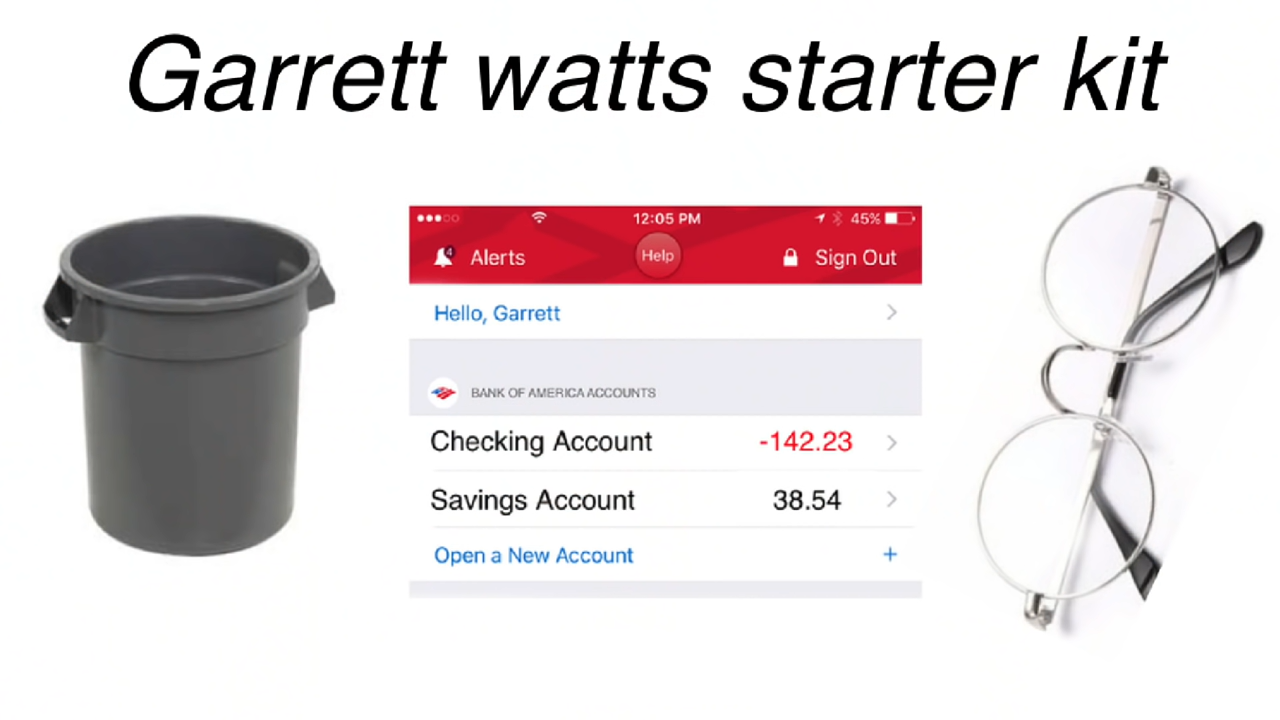 Garrett watts starter kit
12:05 PM 45%
4 Alerts Help Sign Out
Hello, Garrett
BANK OF AMERICA ACCOUNTS
Checking Account -142.23
Savings Account 38.54
Open a New Account +